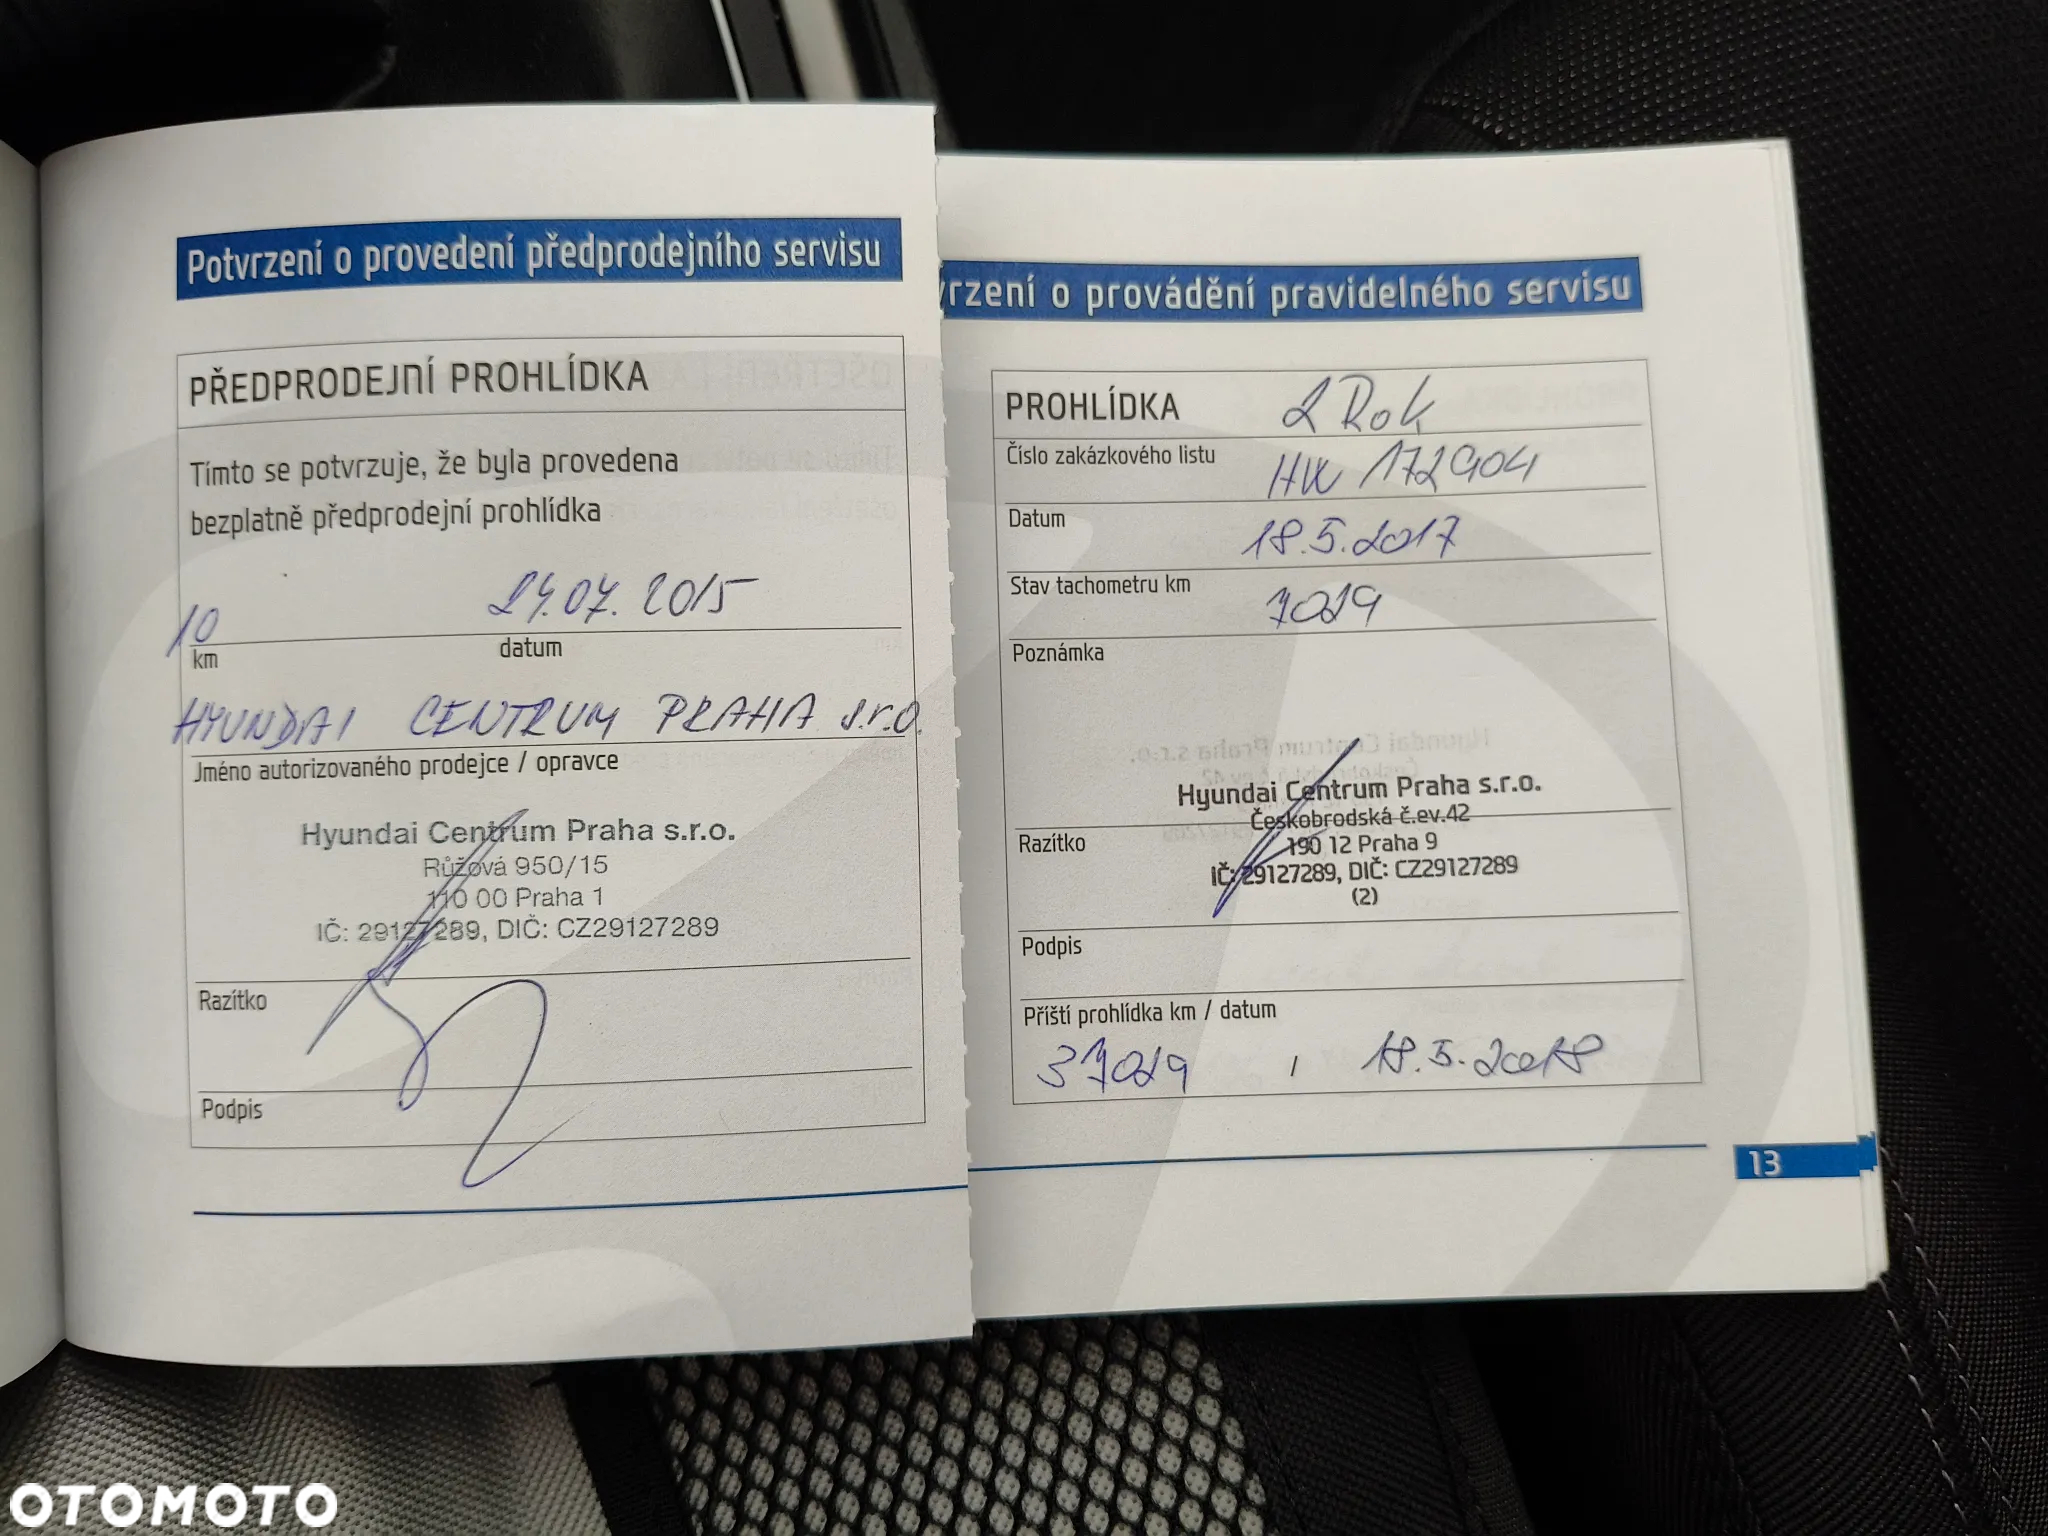 Potvrzení o provedení předprodejního servisu
PŘEDPRODEJNÍ PROHLÍDKA
Tímto se potvrzuje, že byla provedena
bezplatně předprodejní prohlídka
10 24.07.2015
km datum
HYUNDAI CENTRUM PRAHA s.r.o.
Jméno autorizovaného prodejce / opravce
Hyundai Centrum Praha s.r.o.
Růžová 950/15
110 00 Praha 1
IČ: 29127289, DIČ: CZ29127289
Razítko
Podpis
vrzení o provádění pravidelného servisu
PROHLÍDKA 2 Rok
Číslo zakázkového listu HW 172904
Datum 18.5.2017
Stav tachometru km 7029
Poznámka
Hyundai Centrum Praha s.r.o.
Českobrodská č.ev.42
190 12 Praha 9
Razítko
IČ: 29127289, DIČ: CZ29127289
(2)
Podpis
Příští prohlídka km / datum
37029 , 18.5.2018
13
OTOMOTO